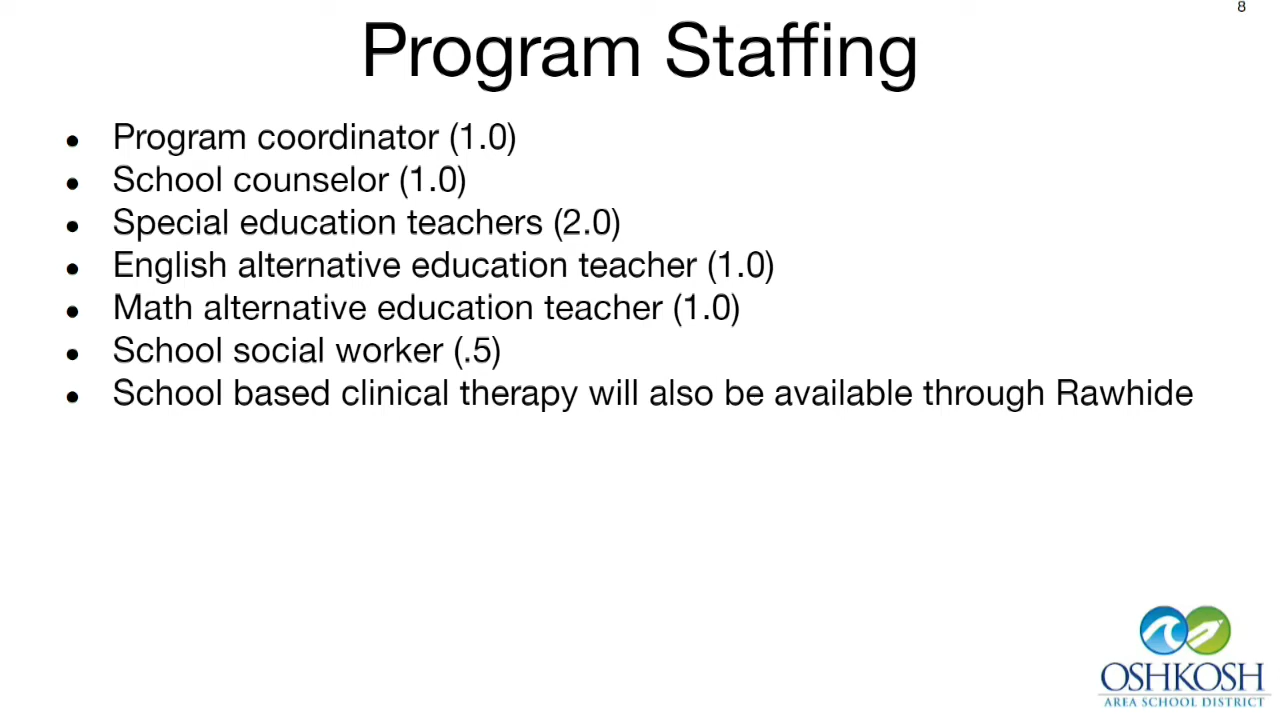 8
Program Staffing
• Program coordinator (1.0)
• School counselor (1.0)
• Special education teachers (2.0)
• English alternative education teacher (1.0)
• Math alternative education teacher (1.0)
• School social worker (.5)
• School based clinical therapy will also be available through Rawhide
OSHKOSH
AREA SCHOOL DISTRICT